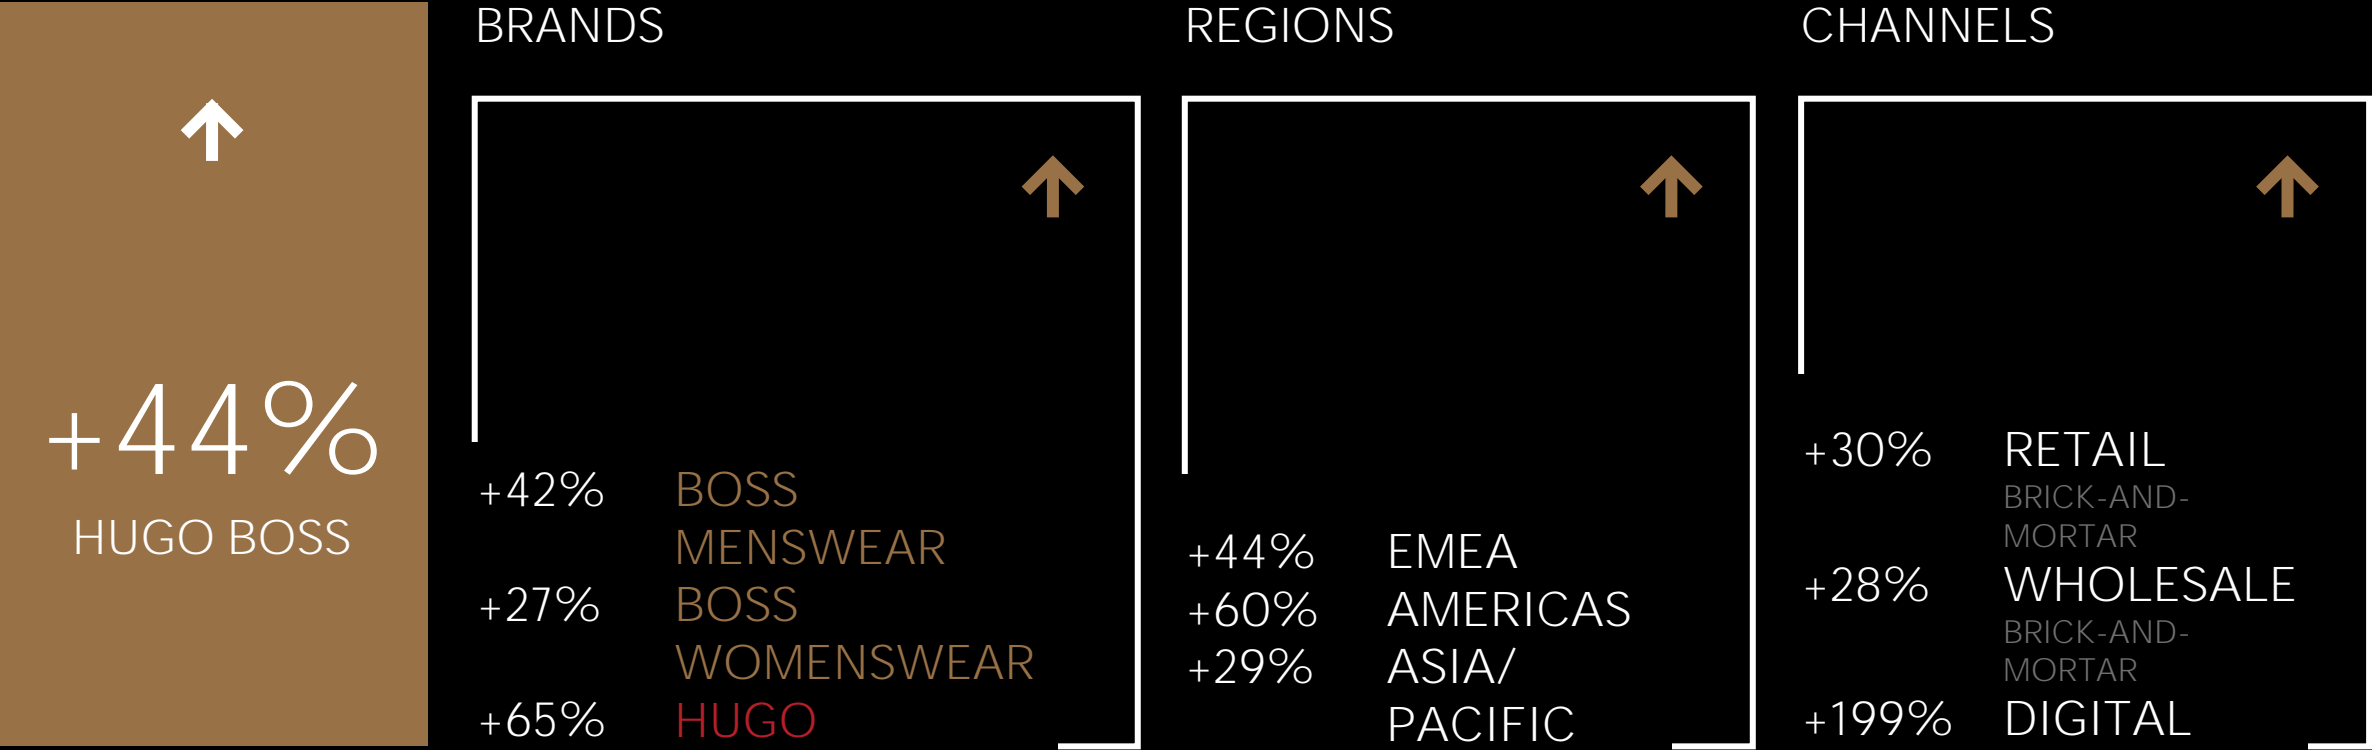 +44%
HUGO BOSS
BRANDS
+42% BOSS
MENSWEAR
+27% BOSS
WOMENSWEAR
+65% HUGO
REGIONS
+44% EMEA
+60% AMERICAS
+29% ASIA/
PACIFIC
CHANNELS
+30% RETAIL
BRICK-AND-
MORTAR
+28% WHOLESALE
BRICK-AND-
MORTAR
+199% DIGITAL